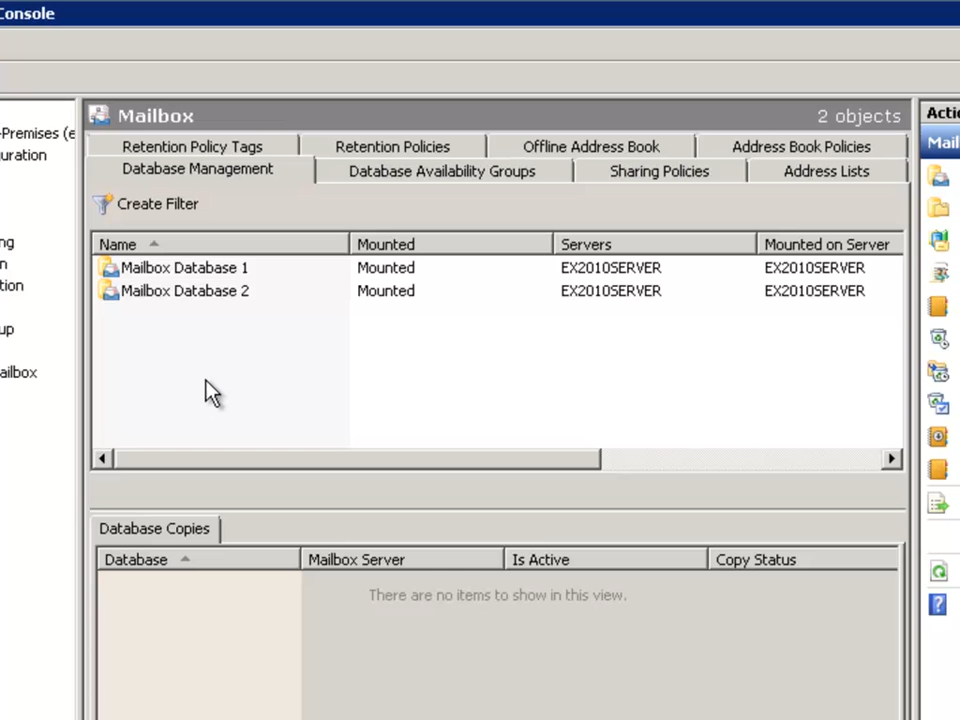 Console
-Premises (e
uration
ng
n
tion
up
ailbox
Mailbox 2 objects
Retention Policy Tags Retention Policies Offline Address Book Address Book Policies
Database Management Database Availability Groups Sharing Policies Address Lists
Create Filter
Name Mounted Servers Mounted on Server
Mailbox Database 1 Mounted EX2010SERVER EX2010SERVER
Mailbox Database 2 Mounted EX2010SERVER EX2010SERVER
Database Copies
Database Mailbox Server Is Active Copy Status
There are no items to show in this view.
Actio
Mail